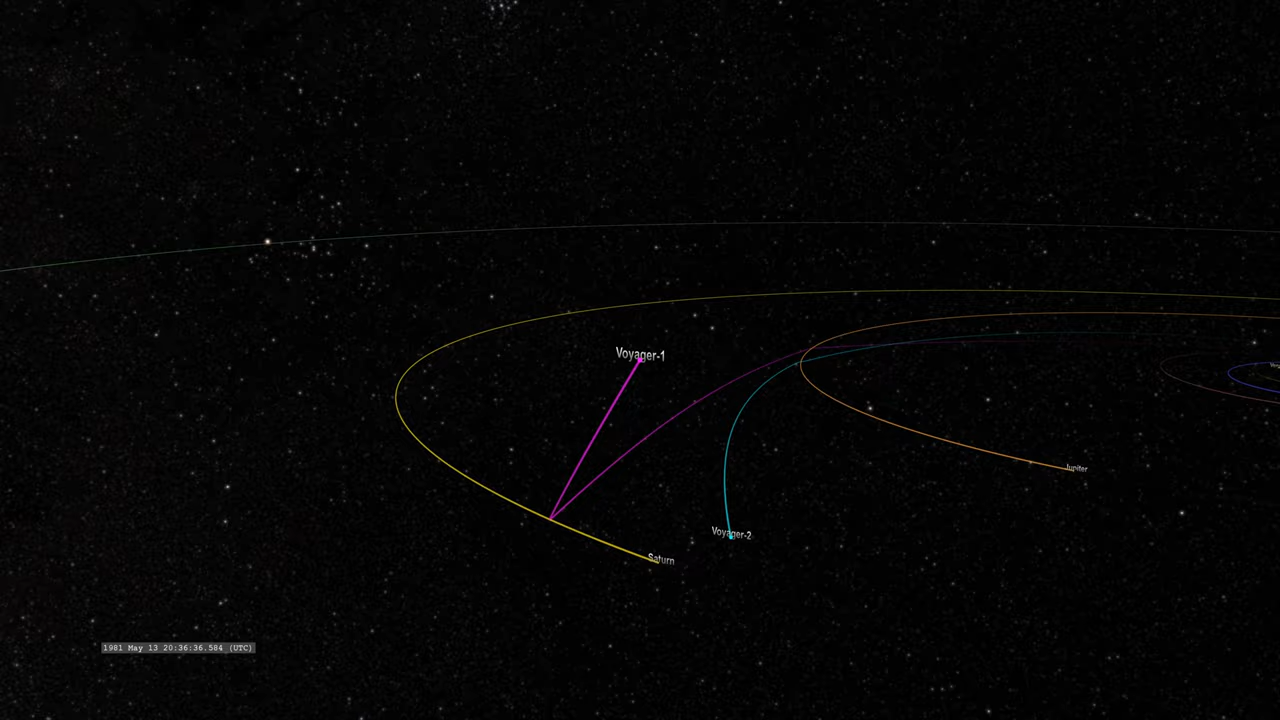 Voyager-1
Jupiter
Voyager-2
Saturn
1981 May 13 20:36:36.584 (UTC)